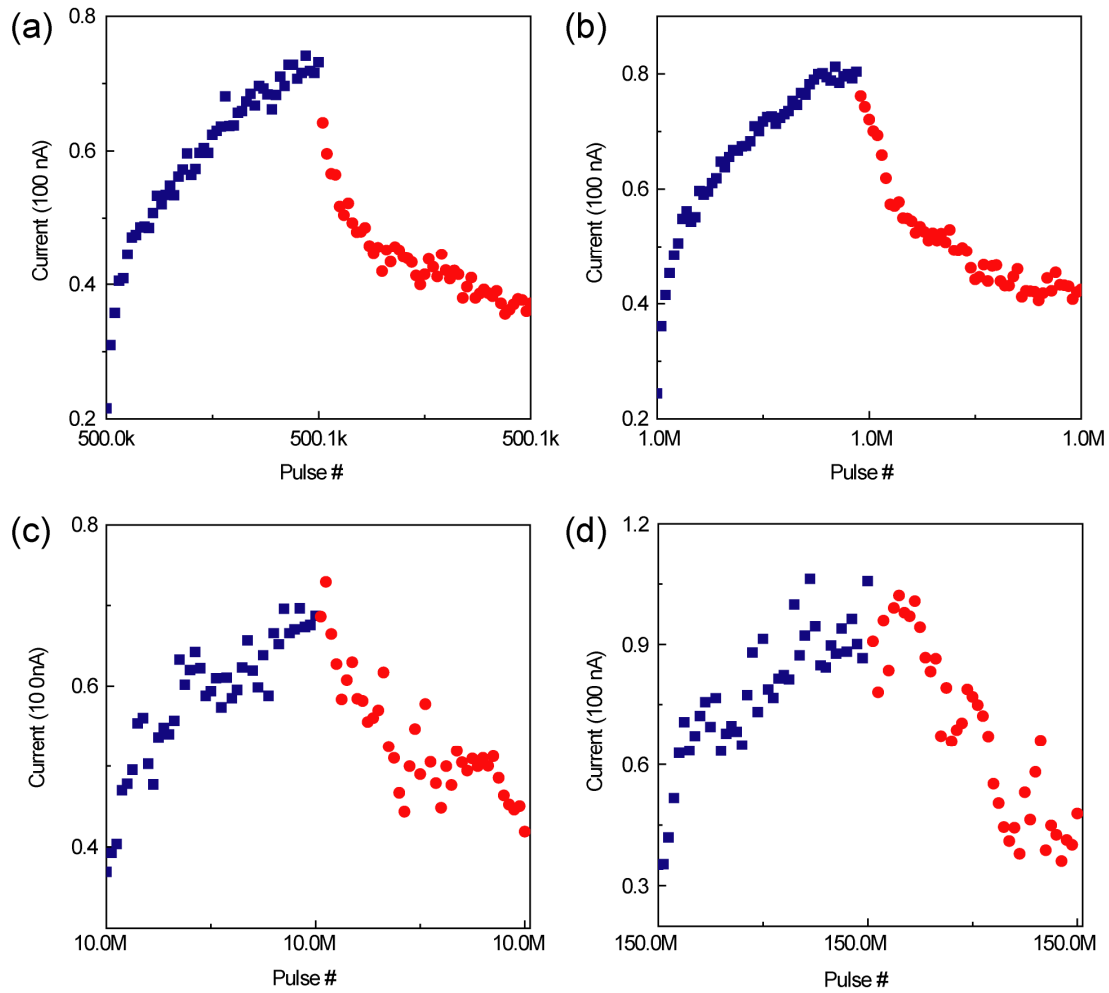 (a)
0.8
0.6
0.4
0.2
Current (100 nA)
500.0k 500.1k 500.1k
Pulse #
(b)
0.8
0.6
0.4
0.2
Current (100 nA)
1.0M 1.0M 1.0M
Pulse #
(c)
0.8
0.6
0.4
Current (10 0nA)
10.0M 10.0M 10.0M
Pulse #
(d)
1.2
0.9
0.6
0.3
Current (100 nA)
150.0M 150.0M 150.0M
Pulse #